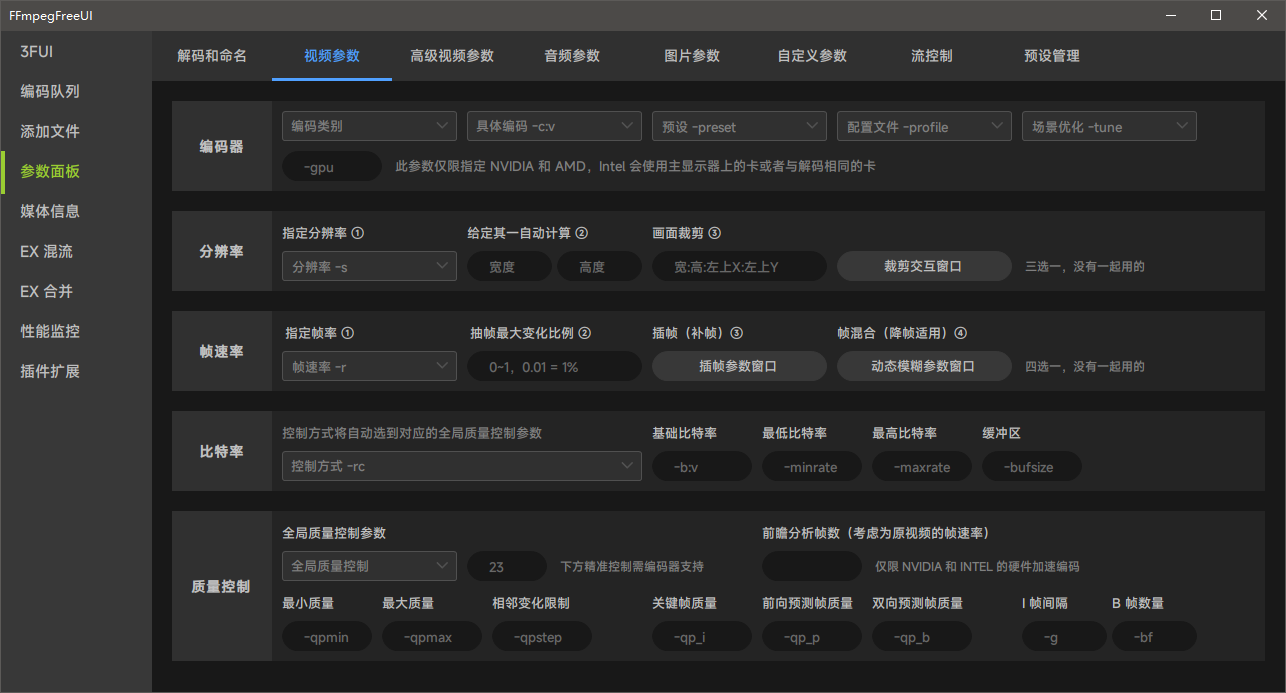 FFmpegFreeUI
3FUI
编码队列
添加文件
参数面板
媒体信息
EX 混流
EX 合并
性能监控
插件扩展
解码和命名 视频参数 高级视频参数 音频参数 图片参数 自定义参数 流控制 预设管理
编码器
编码类别 具体编码 -c:v 预设 -preset 配置文件 -profile 场景优化 -tune
-gpu 此参数仅限指定 NVIDIA 和 AMD，Intel 会使用主显示器上的卡或者与解码相同的卡
分辨率
指定分辨率 ① 给定其一自动计算 ② 画面裁剪 ③
分辨率 -s 宽度 高度 宽:高:左上X:左上Y 裁剪交互窗口 三选一，没有一起用的
帧速率
指定帧率 ① 抽帧最大变化比例 ② 插帧（补帧）③ 帧混合（降帧适用）④
帧速率 -r 0~1，0.01 = 1% 插帧参数窗口 动态模糊参数窗口 四选一，没有一起用的
比特率
控制方式将自动选到对应的全局质量控制参数 基础比特率 最低比特率 最高比特率 缓冲区
控制方式 -rc -b:v -minrate -maxrate -bufsize
质量控制
全局质量控制参数 前瞻分析帧数（考虑为原视频的帧速率）
全局质量控制 23 下方精准控制需编码器支持 仅限 NVIDIA 和 INTEL 的硬件加速编码
最小质量 最大质量 相邻变化限制 关键帧质量 前向预测帧质量 双向预测帧质量 I 帧间隔 B 帧数量
-qpmin -qpmax -qpstep -qp_i -qp_p -qp_b -g -bf